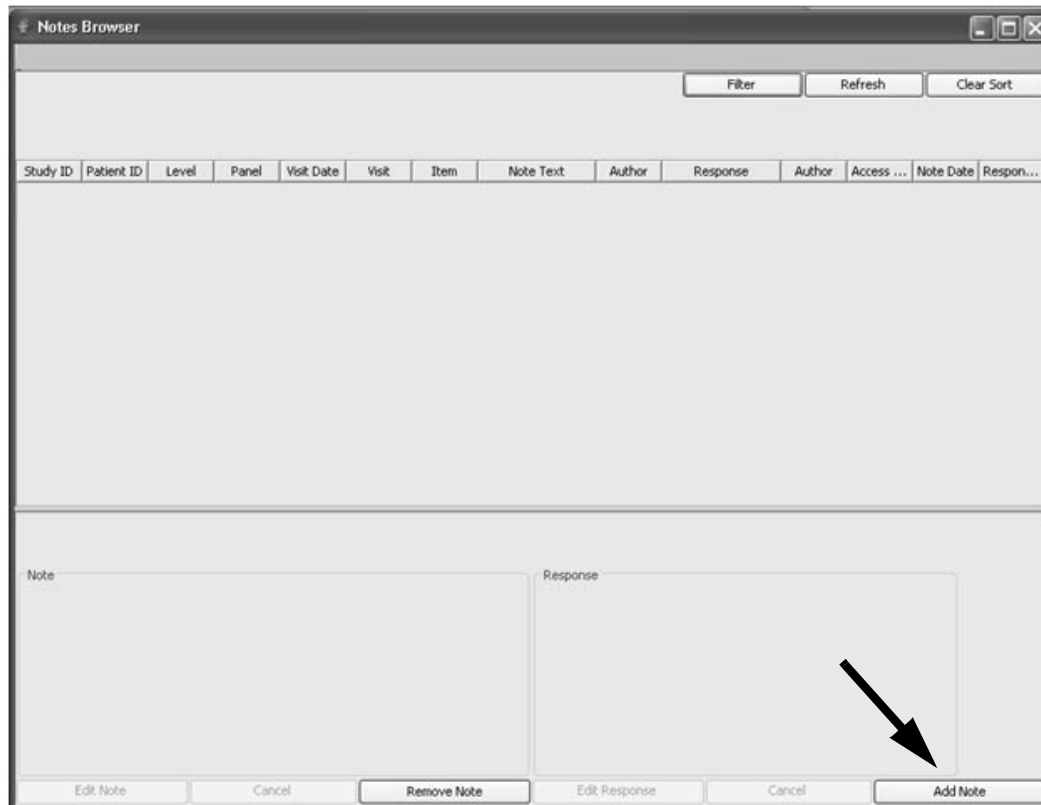 Notes Browser
Filter Refresh Clear Sort
Study ID Patient ID Level Panel Visit Date Visit Item Note Text Author Response Author Access ... Note Date Respon...
Note Response
Edit Note Cancel Remove Note Edit Response Cancel Add Note